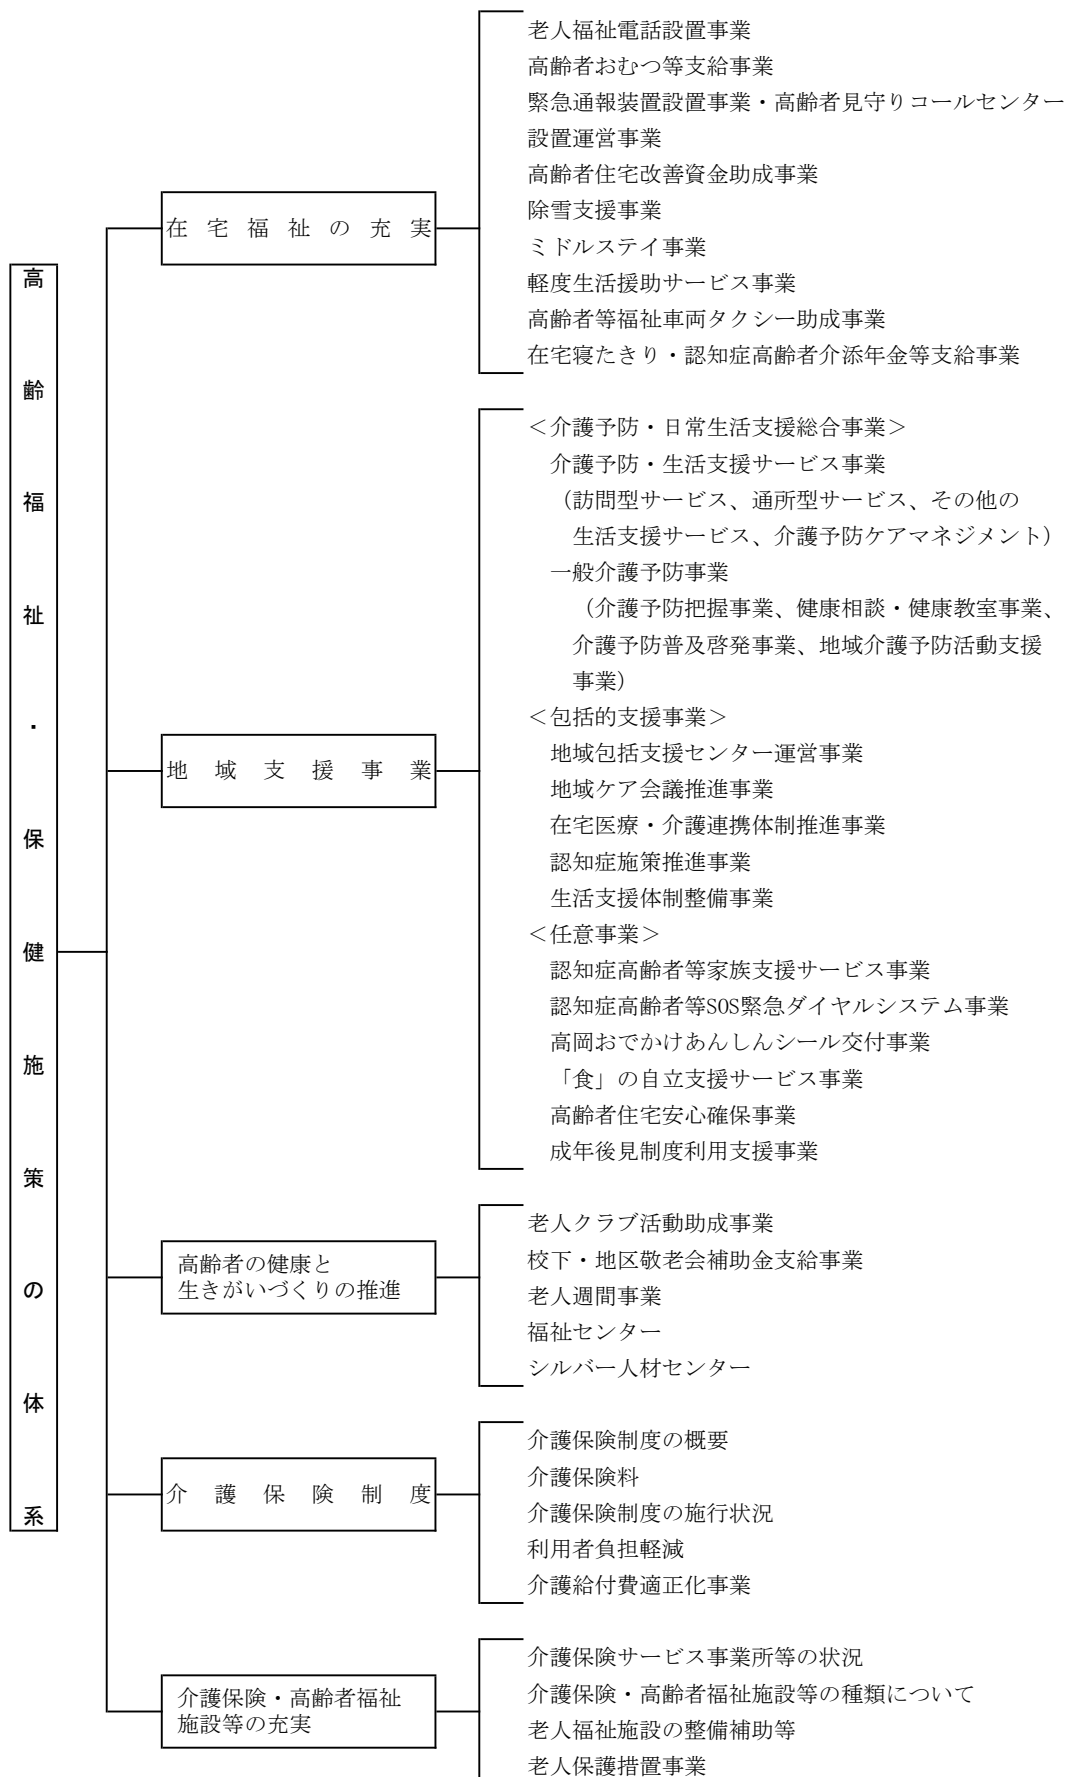 高齢福祉・保健施策の体系
在宅福祉の充実
老人福祉電話設置事業
高齢者おむつ等支給事業
緊急通報装置設置事業・高齢者見守りコールセンター
設置運営事業
高齢者住宅改善資金助成事業
除雪支援事業
ミドルステイ事業
軽度生活援助サービス事業
高齢者等福祉車両タクシー助成事業
在宅寝たきり・認知症高齢者介添年金等支給事業
地域支援事業
＜介護予防・日常生活支援総合事業＞
介護予防・生活支援サービス事業
（訪問型サービス、通所型サービス、その他の
生活支援サービス、介護予防ケアマネジメント）
一般介護予防事業
（介護予防把握事業、健康相談・健康教室事業、
介護予防普及啓発事業、地域介護予防活動支援
事業）
＜包括的支援事業＞
地域包括支援センター運営事業
地域ケア会議推進事業
在宅医療・介護連携体制推進事業
認知症施策推進事業
生活支援体制整備事業
＜任意事業＞
認知症高齢者等家族支援サービス事業
認知症高齢者等SOS緊急ダイヤルシステム事業
高岡おでかけあんしんシール交付事業
「食」の自立支援サービス事業
高齢者住宅安心確保事業
成年後見制度利用支援事業
高齢者の健康と
生きがいづくりの推進
老人クラブ活動助成事業
校下・地区敬老会補助金支給事業
老人週間事業
福祉センター
シルバー人材センター
介護保険制度
介護保険制度の概要
介護保険料
介護保険制度の施行状況
利用者負担軽減
介護給付費適正化事業
介護保険・高齢者福祉
施設等の充実
介護保険サービス事業所等の状況
介護保険・高齢者福祉施設等の種類について
老人福祉施設の整備補助等
老人保護措置事業